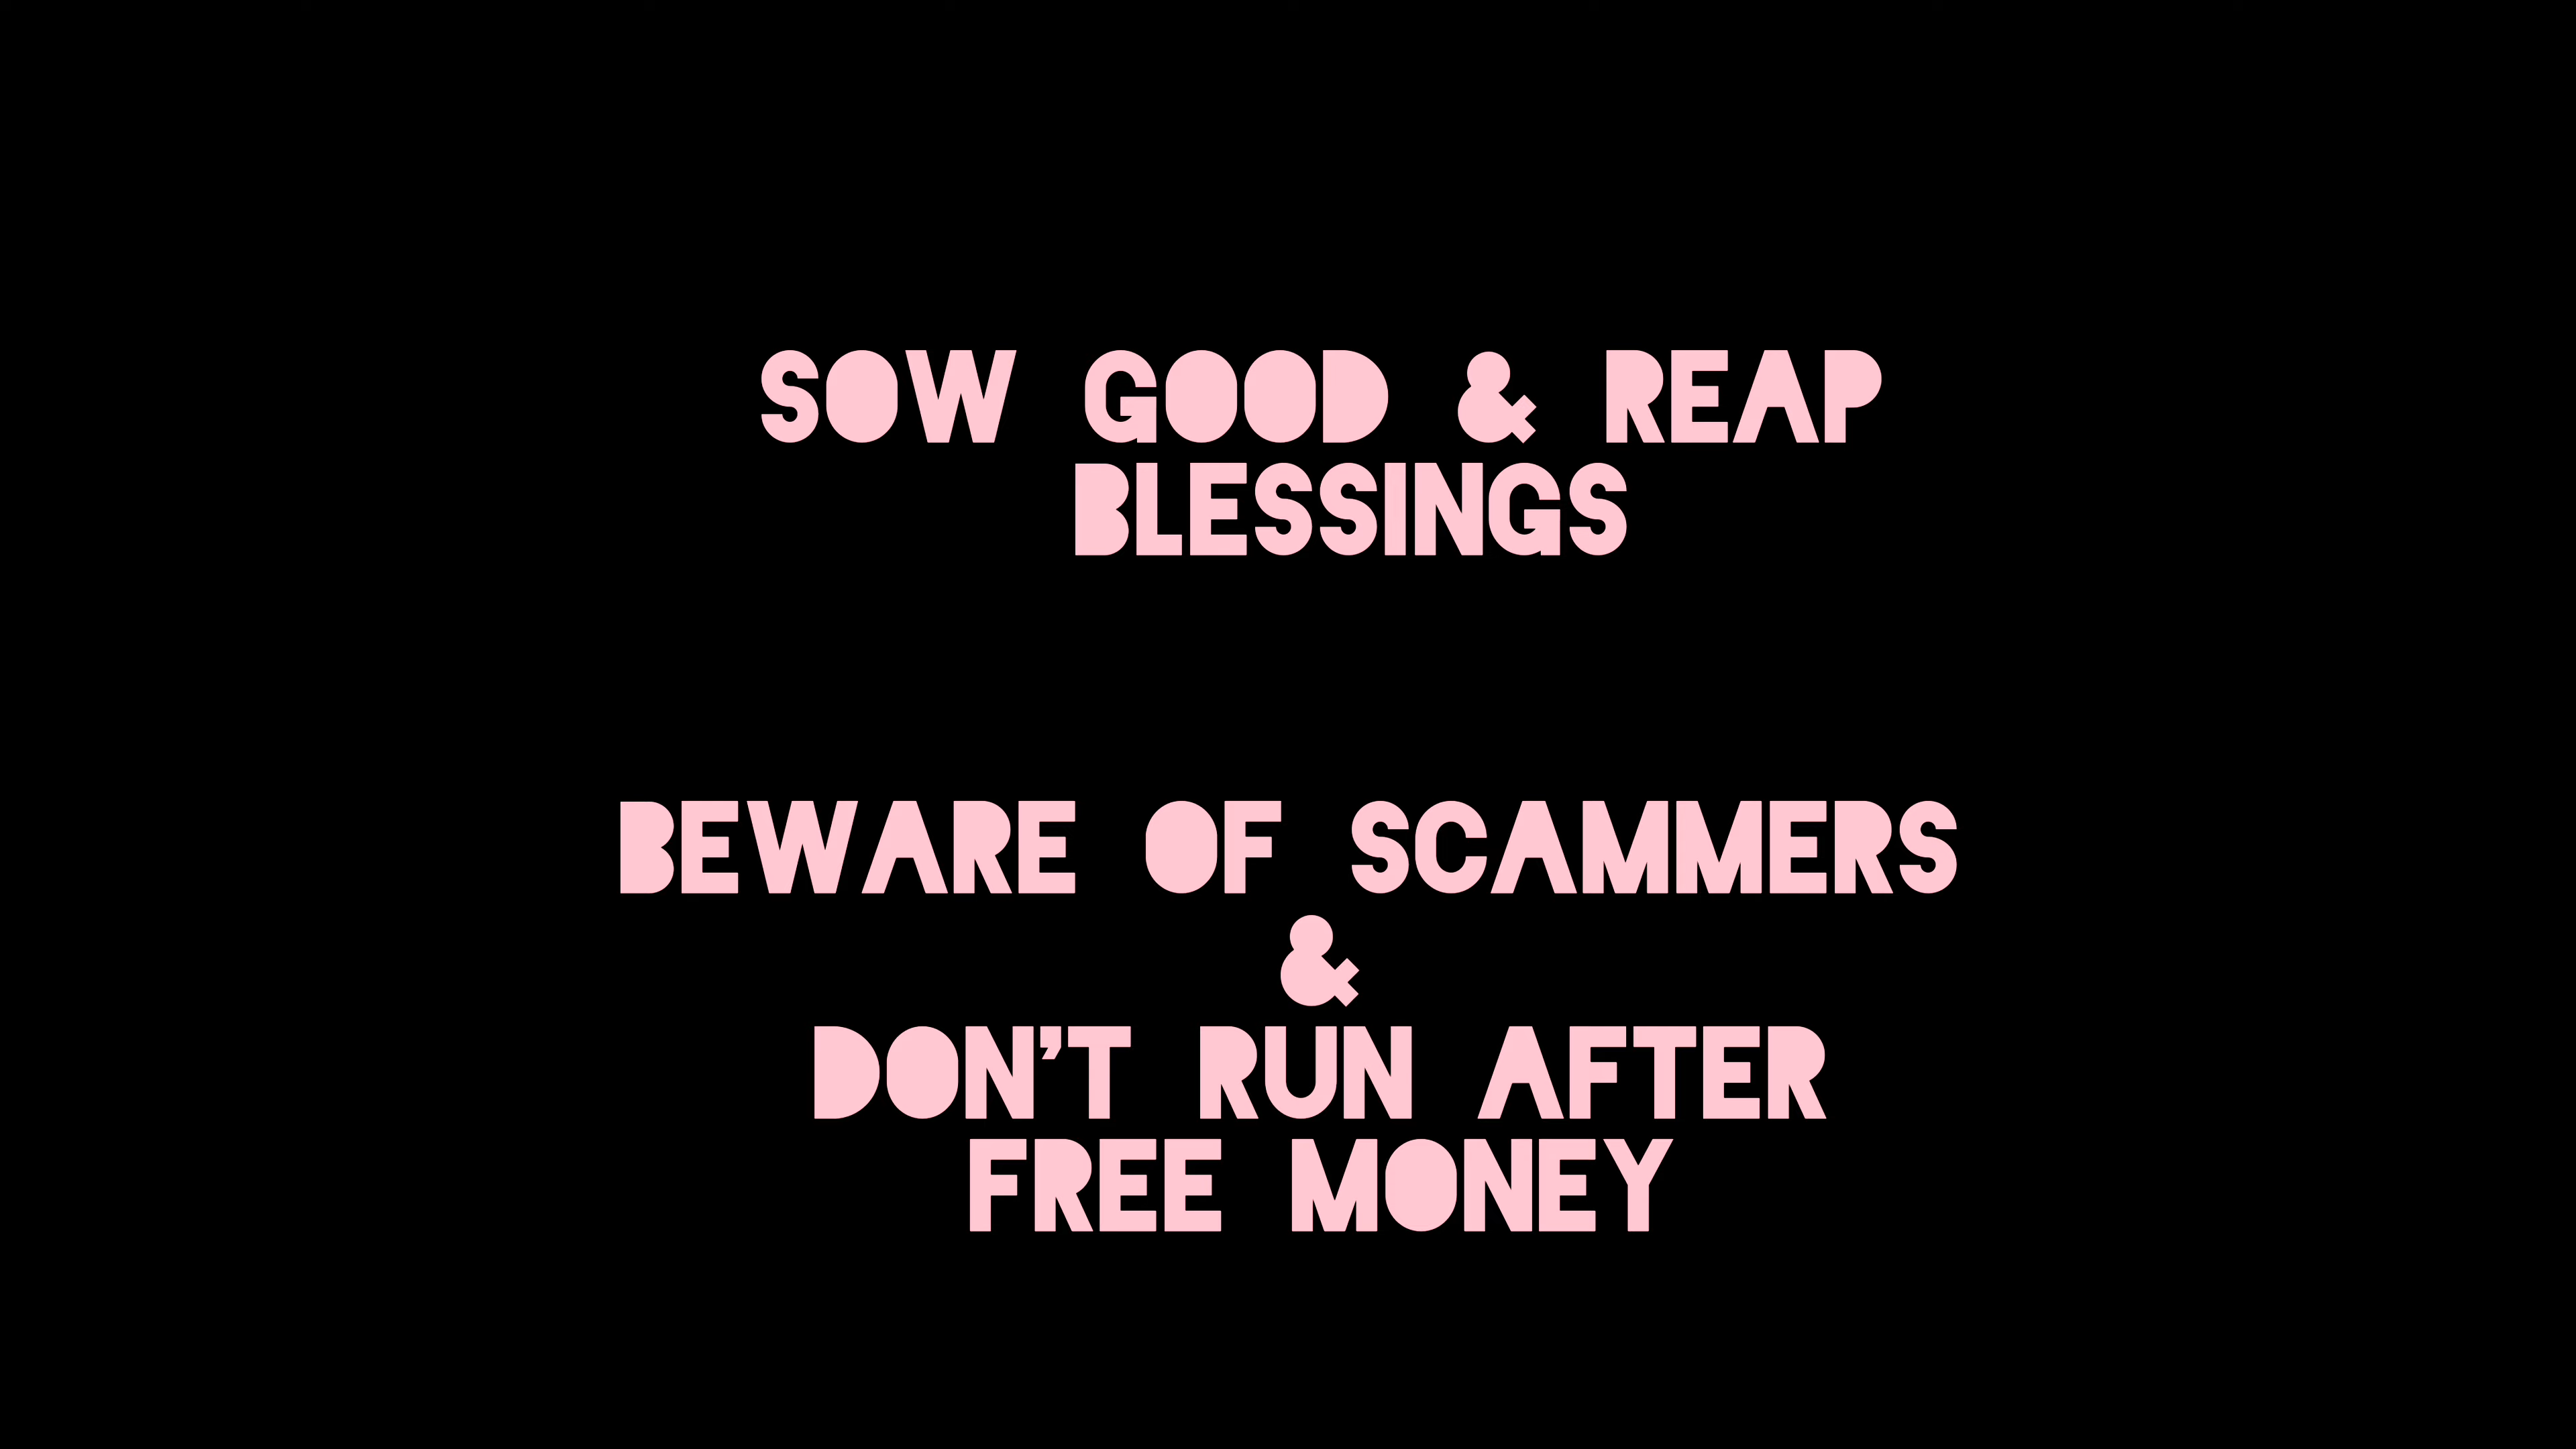 SOW GOOD & REAP
BLESSINGS
BEWARE OF SCAMMERS
&
DON'T RUN AFTER
FREE MONEY